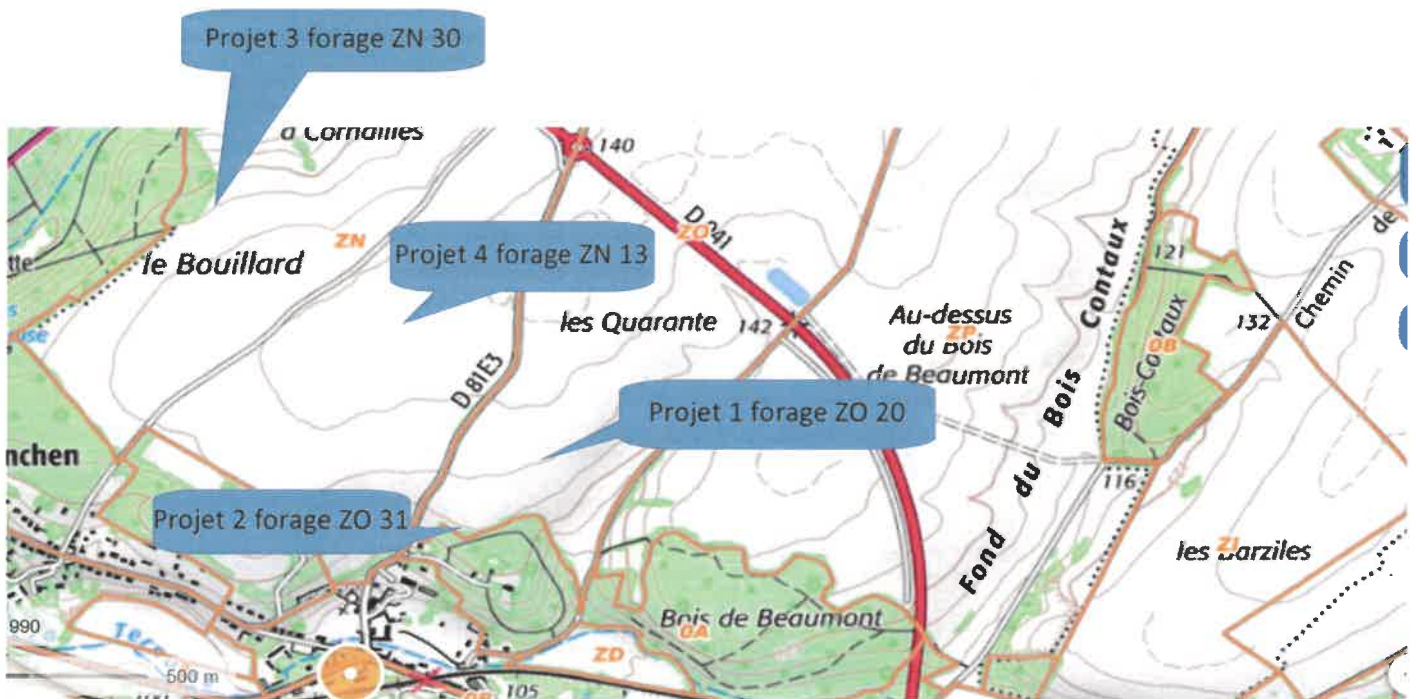 Projet 3 forage ZN 30
à Cornailles
140
D 941
ZO
ZN
le Bouillard
Projet 4 forage ZN 13
les Quarante
142
Au-dessus
du Bois
de Beaumont
ZP
Fond du Bois Contaux
121
Bois-Contaux
0B
132
Chemin
de
D 81E3
Projet 1 forage ZO 20
nchen
116
Projet 2 forage ZO 31
les Barziles
ZI
Bois de Beaumont
0A
990
ZD
500 m
105